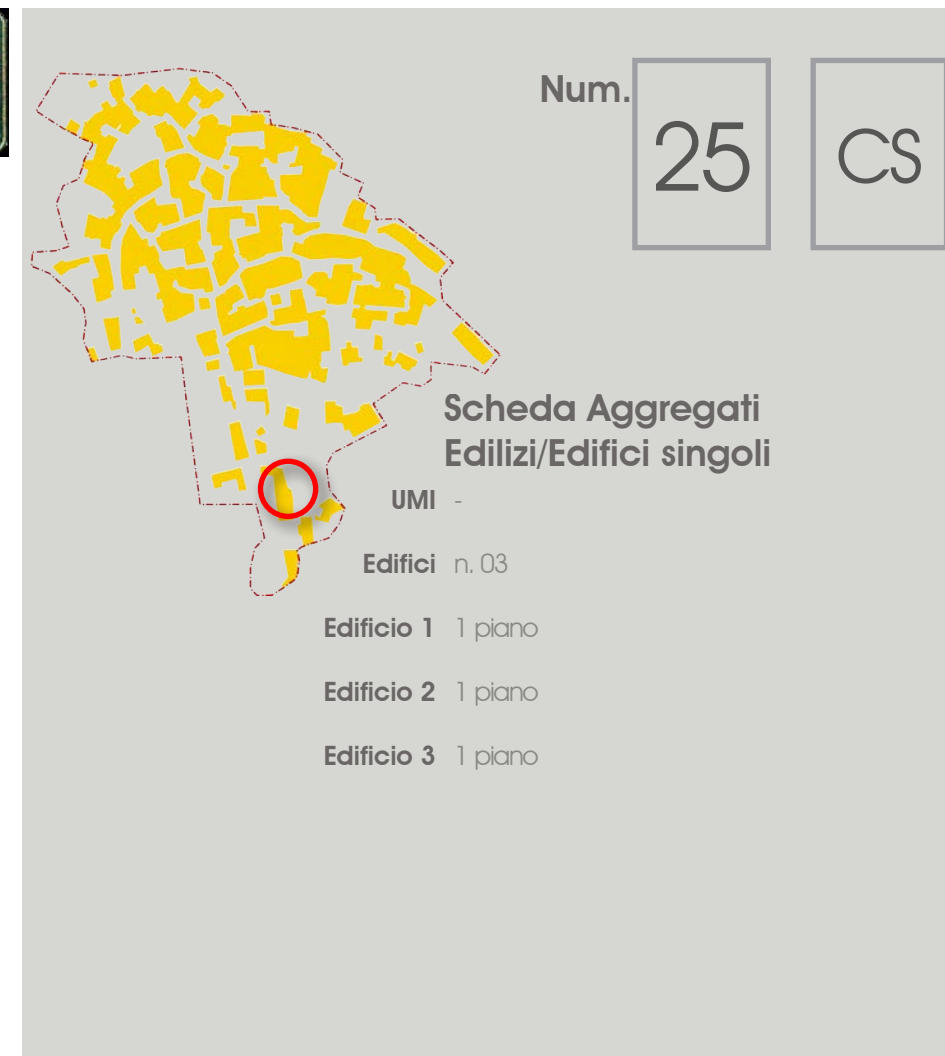 Num.
25
CS
Scheda Aggregati
Edilizi/Edifici singoli
UMI -
Edifici n. 03
Edificio 1 1 piano
Edificio 2 1 piano
Edificio 3 1 piano